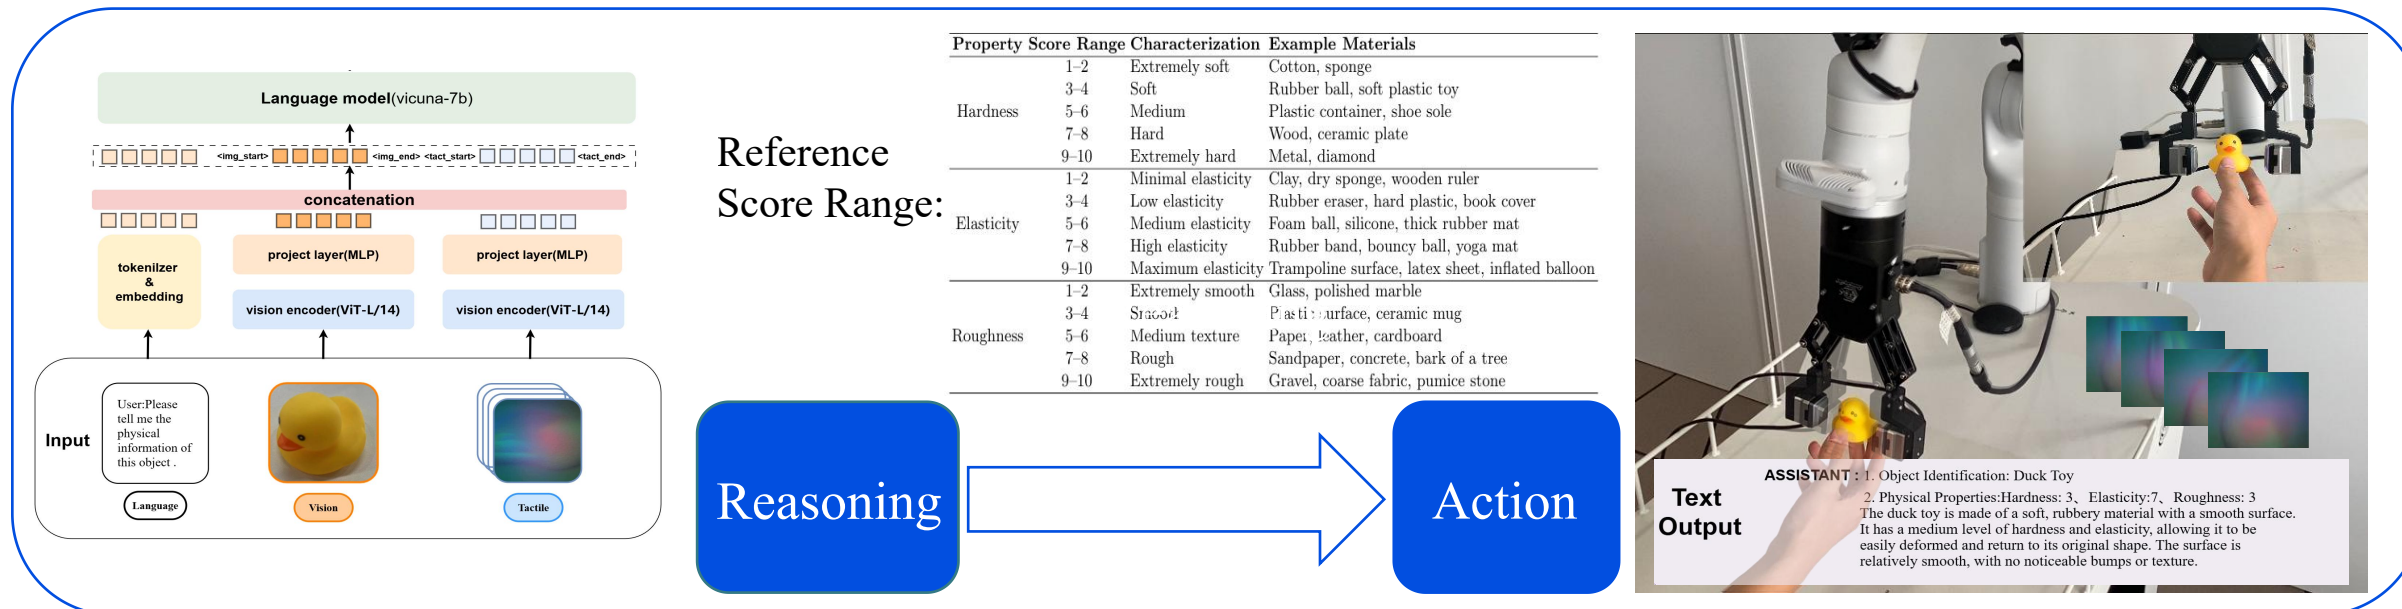 Language model(vicuna-7b)
<img_start> <img_end> <tact_start> <tact_end>
concatenation
tokenilzer
&
embedding
project layer(MLP)
project layer(MLP)
vision encoder(ViT-L/14)
vision encoder(ViT-L/14)
Input
User:Please
tell me the
physical
information of
this object .
Language
Vision
Tactile
Reference
Score Range:
Property Score Range Characterization Example Materials
Hardness
1–2 Extremely soft Cotton, sponge
3–4 Soft Rubber ball, soft plastic toy
5–6 Medium Plastic container, shoe sole
7–8 Hard Wood, ceramic plate
9–10 Extremely hard Metal, diamond
Elasticity
1–2 Minimal elasticity Clay, dry sponge, wooden ruler
3–4 Low elasticity Rubber eraser, hard plastic, book cover
5–6 Medium elasticity Foam ball, silicone, thick rubber mat
7–8 High elasticity Rubber band, bouncy ball, yoga mat
9–10 Maximum elasticity Trampoline surface, latex sheet, inflated balloon
Roughness
1–2 Extremely smooth Glass, polished marble
3–4 Smooth Plastic surface, ceramic mug
5–6 Medium texture Paper, leather, cardboard
7–8 Rough Sandpaper, concrete, bark of a tree
9–10 Extremely rough Gravel, coarse fabric, pumice stone
Reasoning
Action
Text
Output
ASSISTANT : 1. Object Identification: Duck Toy
2. Physical Properties:Hardness: 3、Elasticity:7、Roughness: 3
The duck toy is made of a soft, rubbery material with a smooth surface.
It has a medium level of hardness and elasticity, allowing it to be
easily deformed and return to its original shape. The surface is
relatively smooth, with no noticeable bumps or texture.